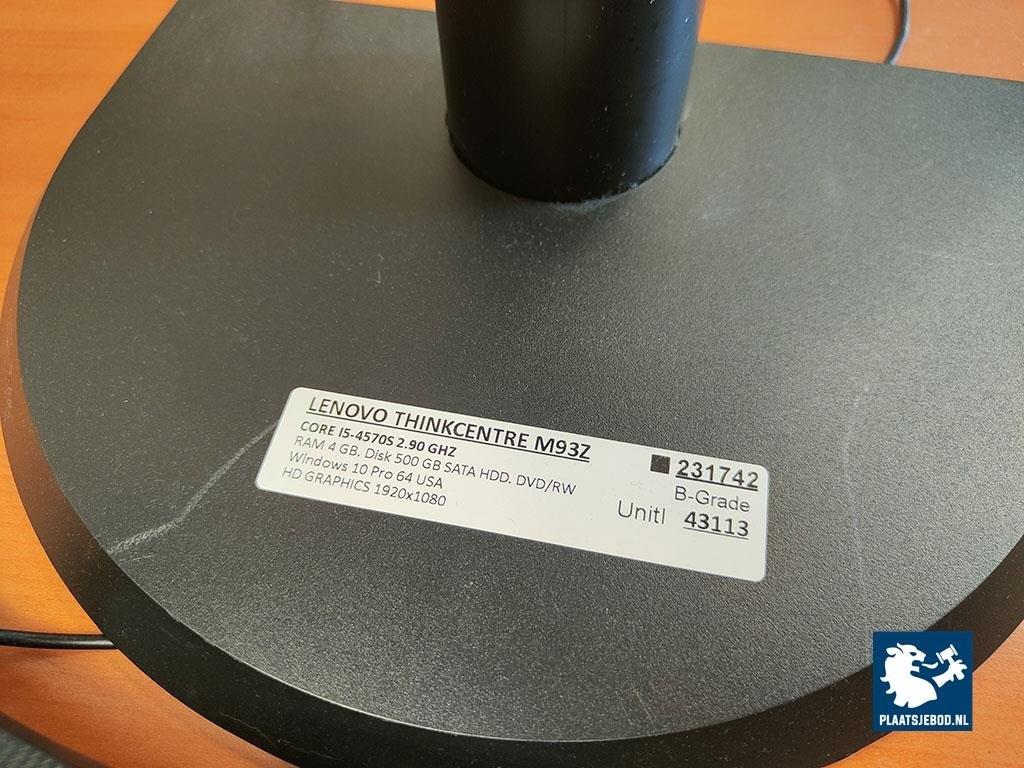 LENOVO THINKCENTRE M93Z
CORE I5-4570S 2.90 GHZ
RAM 4 GB, Disk 500 GB SATA HDD, DVD/RW
Windows 10 Pro 64 USA
HD GRAPHICS 1920x1080
231742
B-Grade
Unitl 43113
PLAATSJEBOD.NL